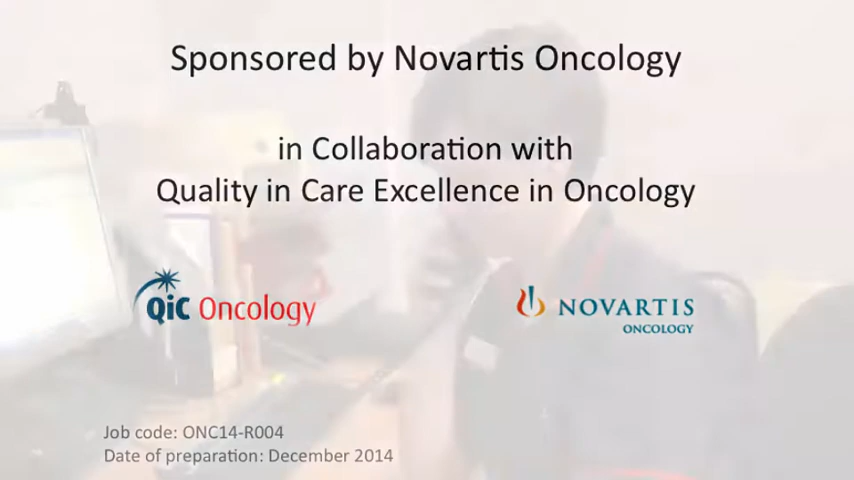 Sponsored by Novartis Oncology
in Collaboration with
Quality in Care Excellence in Oncology
QiC Oncology
NOVARTIS
ONCOLOGY
Job code: ONC14-R004
Date of preparation: December 2014